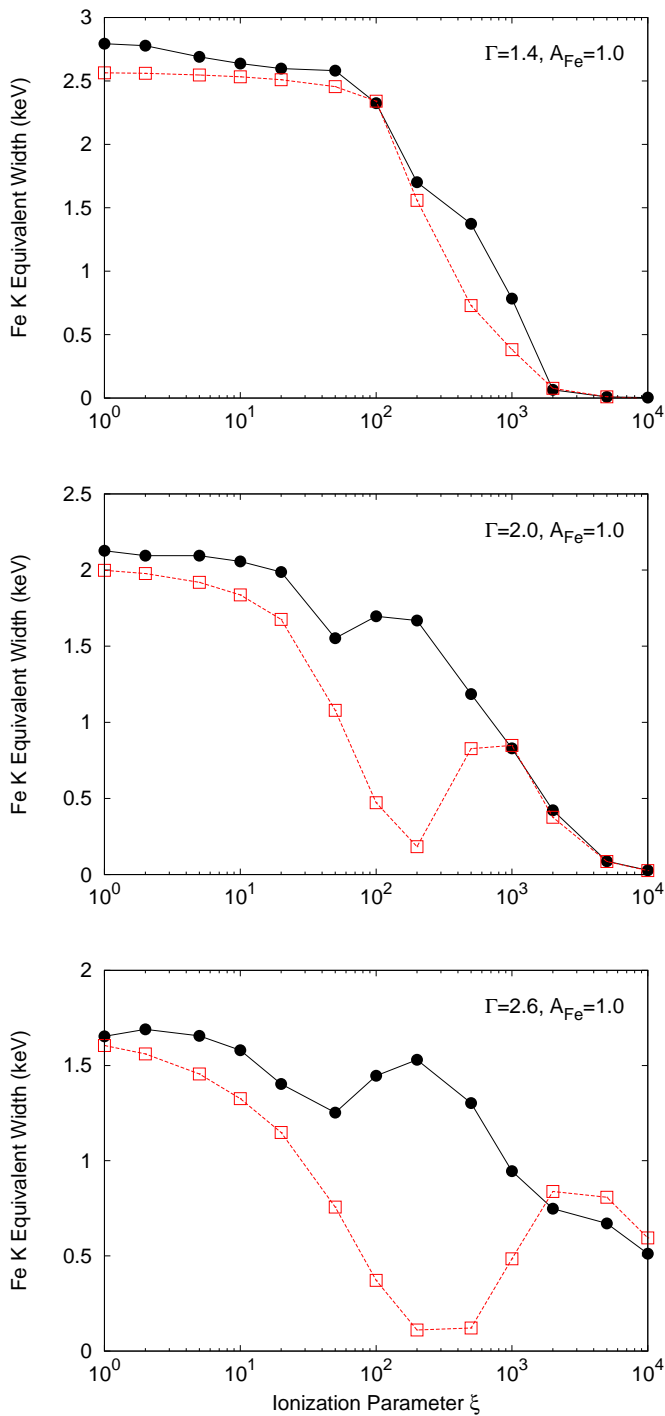 3
2.5
2
1.5
1
0.5
0
Fe K Equivalent Width (keV)
Γ=1.4, A_Fe=1.0
10^0 10^1 10^2 10^3 10^4
2.5
2
1.5
1
0.5
0
Fe K Equivalent Width (keV)
Γ=2.0, A_Fe=1.0
10^0 10^1 10^2 10^3 10^4
2
1.5
1
0.5
0
Fe K Equivalent Width (keV)
Γ=2.6, A_Fe=1.0
10^0 10^1 10^2 10^3 10^4
Ionization Parameter ξ